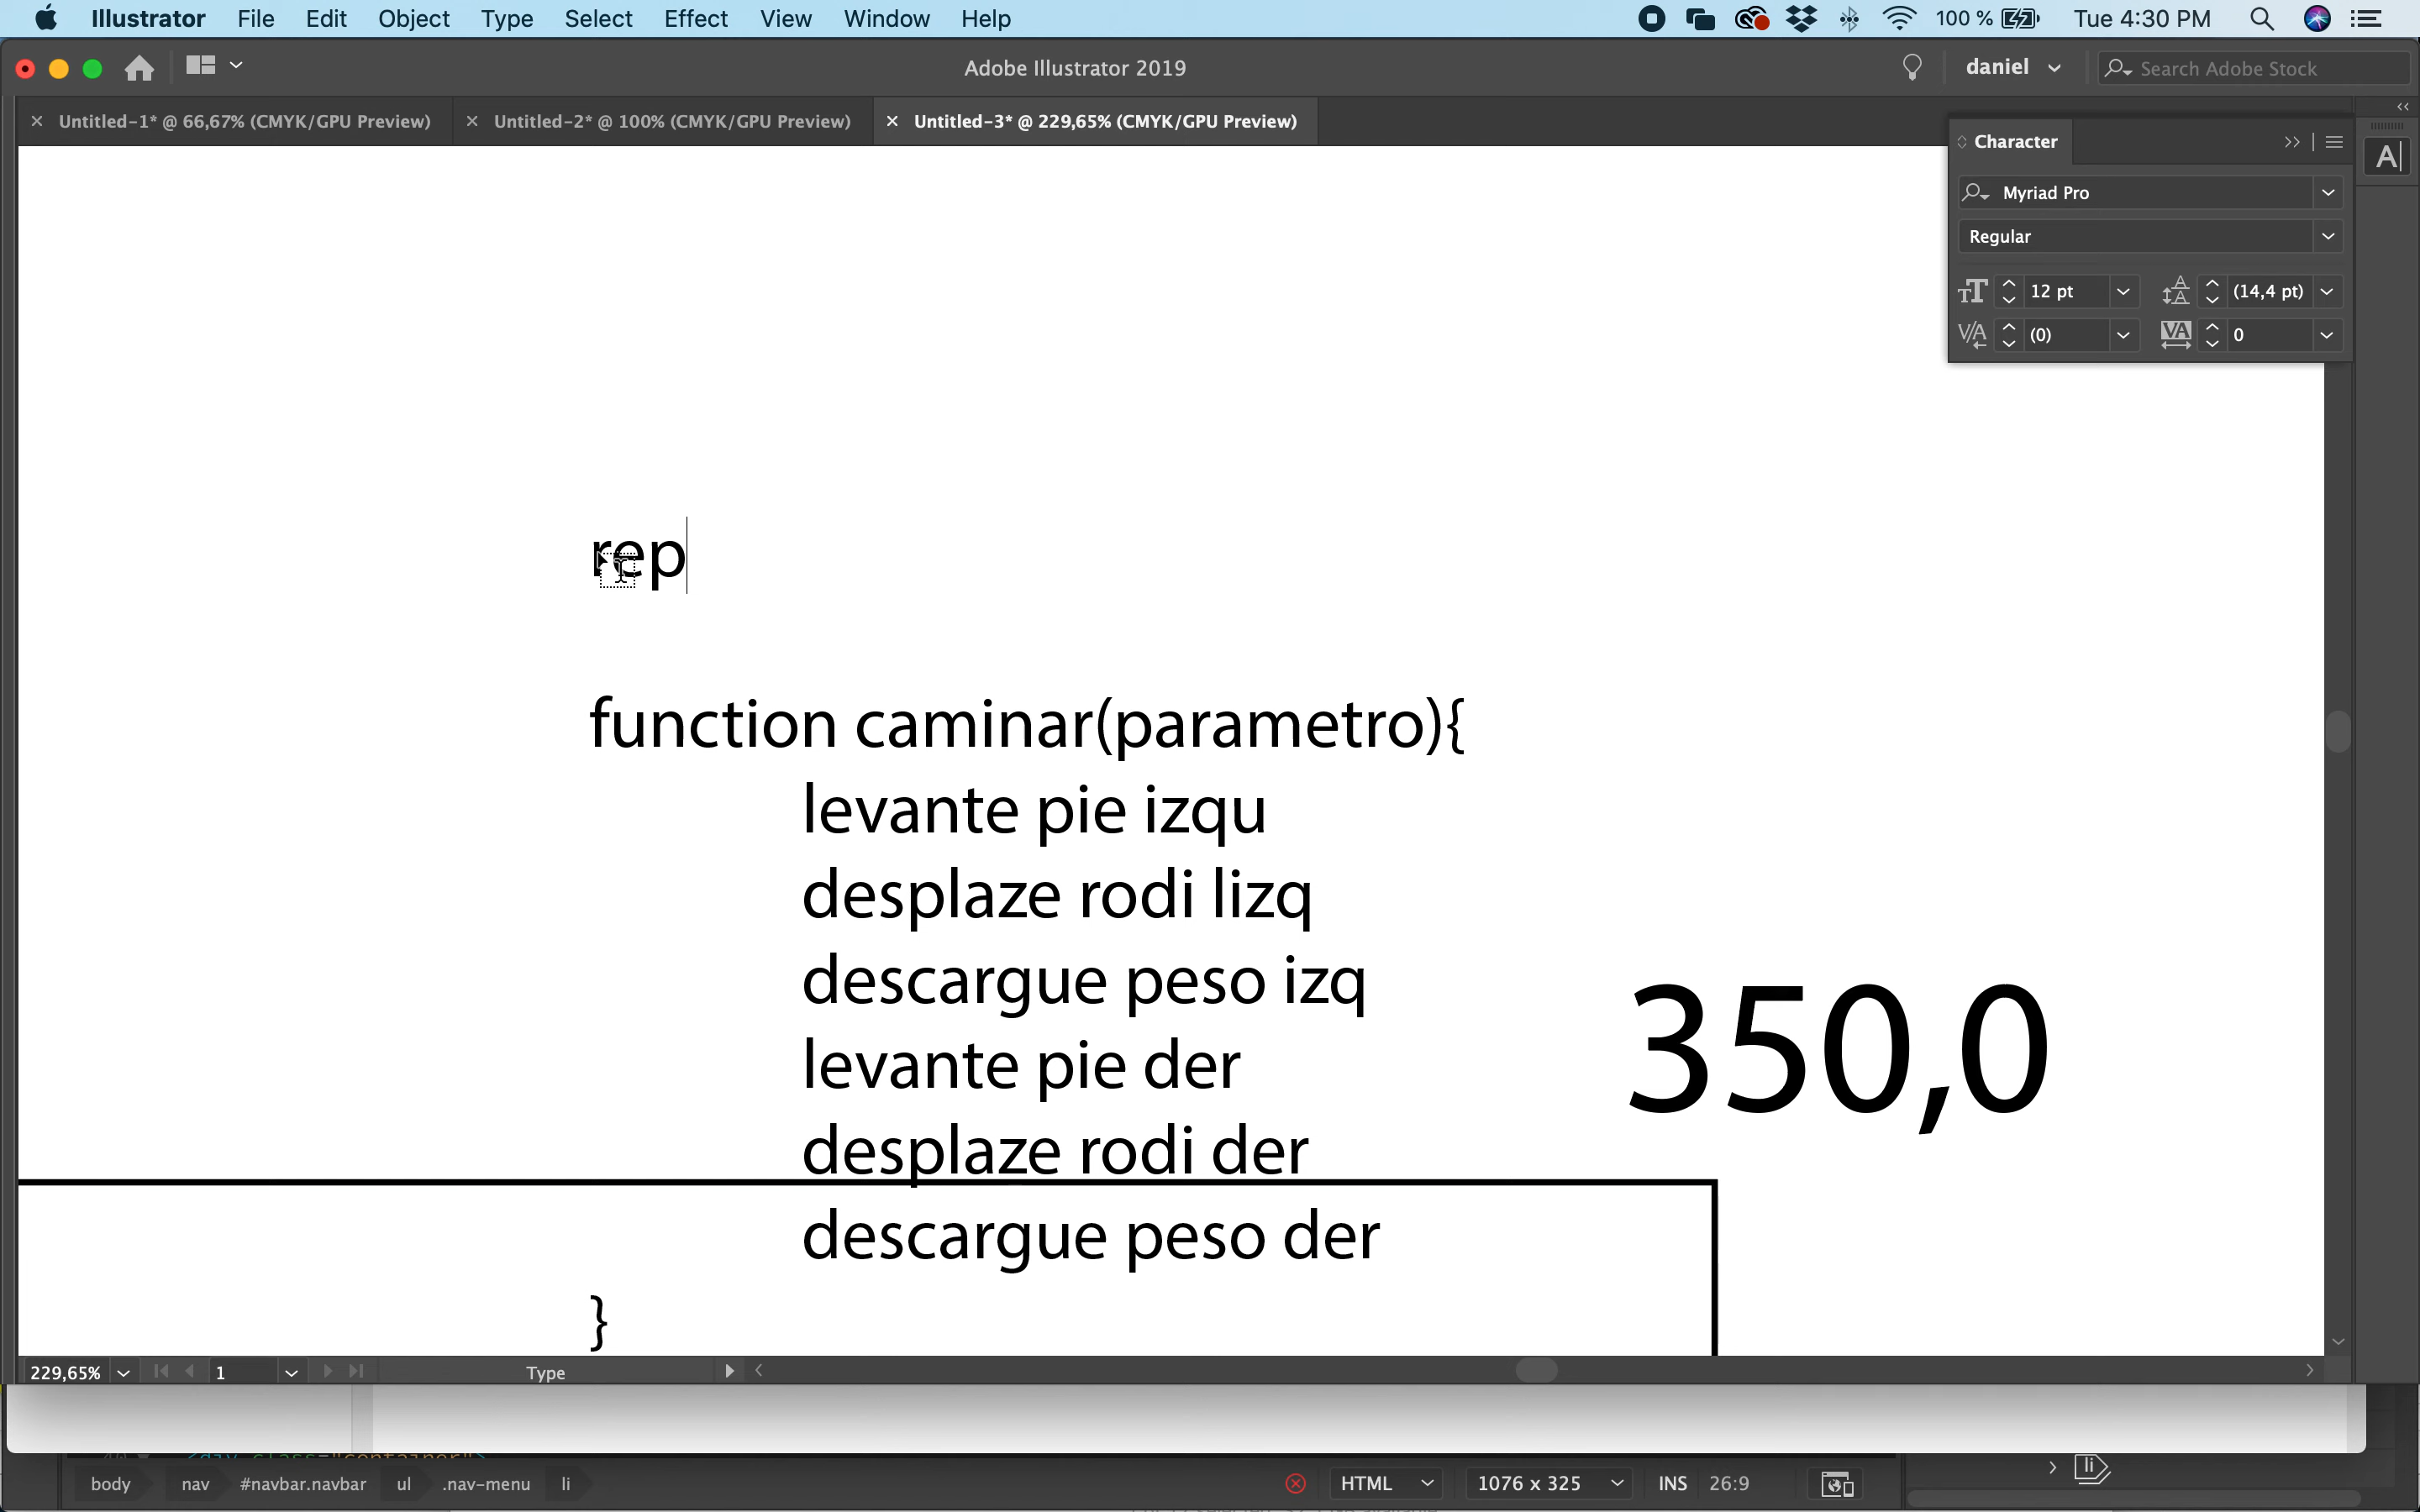 Illustrator File Edit Object Type Select Effect View Window Help 100 % Tue 4:30 PM
Adobe Illustrator 2019 daniel Search Adobe Stock
Untitled-1* @ 66,67% (CMYK/GPU Preview) Untitled-2* @ 100% (CMYK/GPU Preview) Untitled-3* @ 229,65% (CMYK/GPU Preview)
Character
Myriad Pro
Regular
12 pt (14,4 pt)
(0) 0
rep
function caminar(parametro){
levante pie izqu
desplaze rodi lizq
descargue peso izq
levante pie der
desplaze rodi der
descargue peso der
}
350,0
229,65% 1 Type
body nav #navbar.navbar ul .nav-menu li HTML 1076 x 325 INS 26:9 li